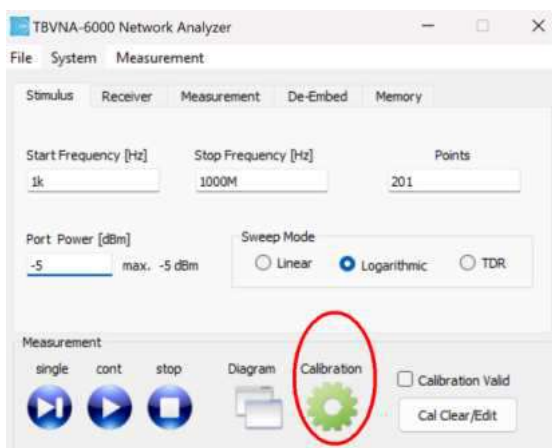 TBVNA-6000 Network Analyzer
File System Measurement
Stimulus Receiver Measurement De-Embed Memory
Start Frequency [Hz] Stop Frequency [Hz] Points
1k 1000M 201
Port Power [dBm] Sweep Mode
-5 max. -5 dBm Linear Logarithmic TDR
Measurement
single cont stop Diagram Calibration
Calibration Valid
Cal Clear/Edit